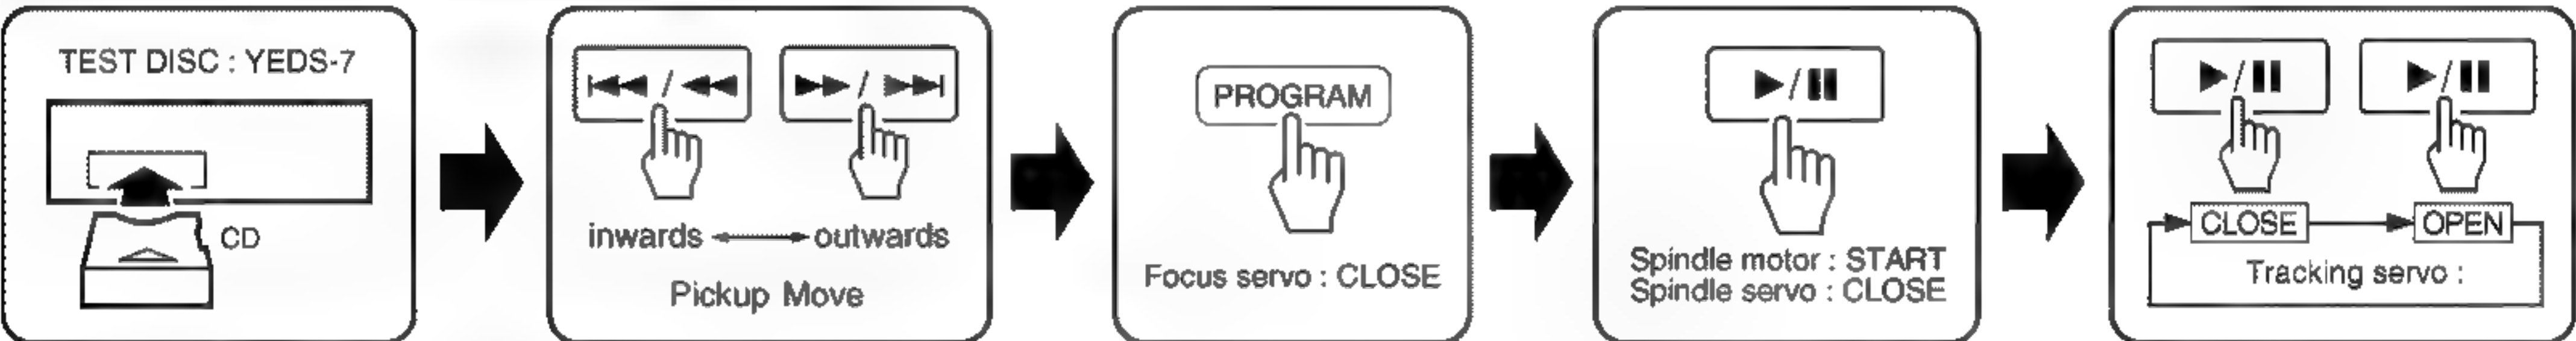 TEST DISC : YEDS-7
CD
inwards outwards
Pickup Move
PROGRAM
Focus servo : CLOSE
Spindle motor : START
Spindle servo : CLOSE
CLOSE OPEN
Tracking servo :